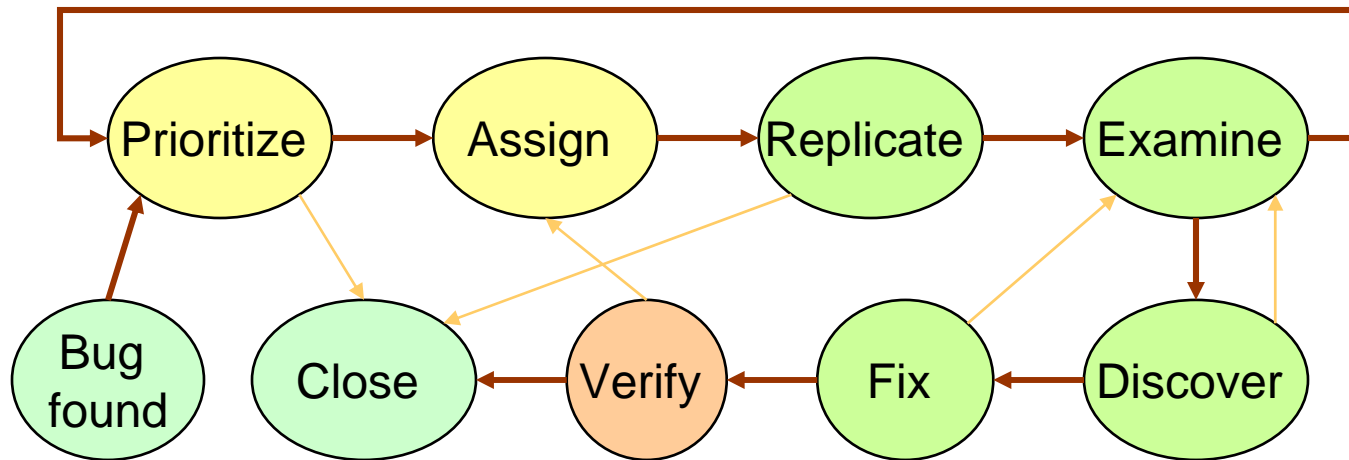 Prioritize
Assign
Replicate
Examine
Bug
found
Close
Verify
Fix
Discover